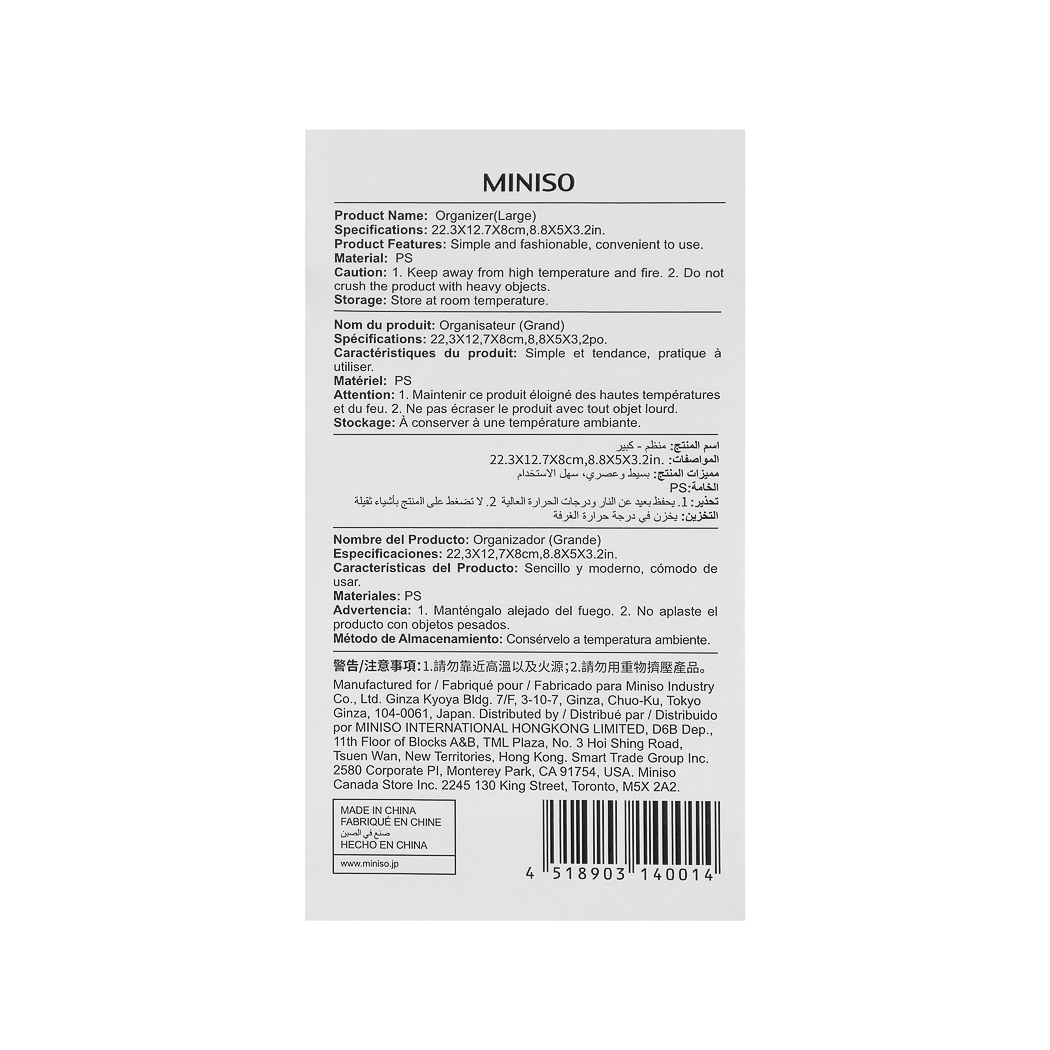 MINISO
Product Name: Organizer(Large)
Specifications: 22.3X12.7X8cm,8.8X5X3.2in.
Product Features: Simple and fashionable, convenient to use.
Material: PS
Caution: 1. Keep away from high temperature and fire. 2. Do not
crush the product with heavy objects.
Storage: Store at room temperature.
Nom du produit: Organisateur (Grand)
Spécifications: 22,3X12,7X8cm,8,8X5X3,2po.
Caractéristiques du produit: Simple et tendance, pratique à
utiliser.
Matériel: PS
Attention: 1. Maintenir ce produit éloigné des hautes températures
et du feu. 2. Ne pas écraser le produit avec tout objet lourd.
Stockage: À conserver à une température ambiante.
اسم المنتج: منظم - كبير
المواصفات: .22.3X12.7X8cm,8.8X5X3.2in
مميزات المنتج: بسيط وعصري، سهل الاستخدام
الخامة:PS
تحذير: 1. يحفظ بعيد عن النار ودرجات الحرارة العالية 2. لا تضغط على المنتج بأشياء ثقيلة
التخزين: يخزن في درجة حرارة الغرفة
Nombre del Producto: Organizador (Grande)
Especificaciones: 22,3X12,7X8cm,8.8X5X3.2in.
Características del Producto: Sencillo y moderno, cómodo de
usar.
Materiales: PS
Advertencia: 1. Manténgalo alejado del fuego. 2. No aplaste el
producto con objetos pesados.
Método de Almacenamiento: Consérvelo a temperatura ambiente.
警告/注意事項:1.請勿靠近高溫以及火源;2.請勿用重物擠壓產品。
Manufactured for / Fabriqué pour / Fabricado para Miniso Industry
Co., Ltd. Ginza Kyoya Bldg. 7/F, 3-10-7, Ginza, Chuo-Ku, Tokyo
Ginza, 104-0061, Japan. Distributed by / Distribué par / Distribuido
por MINISO INTERNATIONAL HONGKONG LIMITED, D6B Dep.,
11th Floor of Blocks A&B, TML Plaza, No. 3 Hoi Shing Road,
Tsuen Wan, New Territories, Hong Kong. Smart Trade Group Inc.
2580 Corporate Pl, Monterey Park, CA 91754, USA. Miniso
Canada Store Inc. 2245 130 King Street, Toronto, M5X 2A2.
MADE IN CHINA
FABRIQUÉ EN CHINE
صنع في الصين
HECHO EN CHINA
www.miniso.jp
4 518903 140014